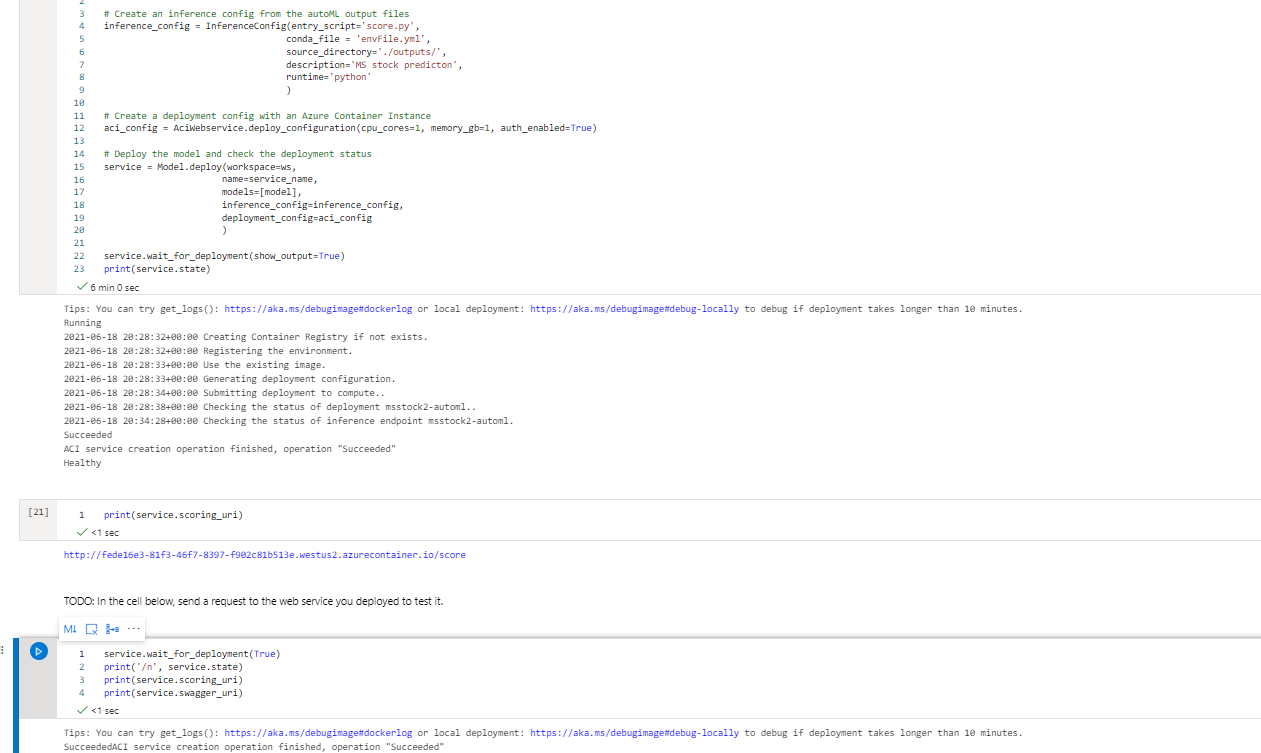 2
3 # Create an inference config from the autoML output files
4 inference_config = InferenceConfig(entry_script='score.py',
5 conda_file = 'envFile.yml',
6 source_directory='./outputs/',
7 description='MS stock predicton',
8 runtime='python'
9 )
10
11 # Create a deployment config with an Azure Container Instance
12 aci_config = AciWebservice.deploy_configuration(cpu_cores=1, memory_gb=1, auth_enabled=True)
13
14 # Deploy the model and check the deployment status
15 service = Model.deploy(workspace=ws,
16 name=service_name,
17 models=[model],
18 inference_config=inference_config,
19 deployment_config=aci_config
20 )
21
22 service.wait_for_deployment(show_output=True)
23 print(service.state)
6 min 0 sec
Tips: You can try get_logs(): https://aka.ms/debugimage#dockerlog or local deployment: https://aka.ms/debugimage#debug-locally to debug if deployment takes longer than 10 minutes.
Running
2021-06-18 20:28:32+00:00 Creating Container Registry if not exists.
2021-06-18 20:28:32+00:00 Registering the environment.
2021-06-18 20:28:33+00:00 Use the existing image.
2021-06-18 20:28:33+00:00 Generating deployment configuration.
2021-06-18 20:28:34+00:00 Submitting deployment to compute..
2021-06-18 20:28:38+00:00 Checking the status of deployment msstock2-automl..
2021-06-18 20:34:28+00:00 Checking the status of inference endpoint msstock2-automl.
Succeeded
ACI service creation operation finished, operation "Succeeded"
Healthy
[21] 1 print(service.scoring_uri)
<1 sec
http://fede16e3-81f3-46f7-8397-f902c81b513e.westus2.azurecontainer.io/score
TODO: In the cell below, send a request to the web service you deployed to test it.
M↓
1 service.wait_for_deployment(True)
2 print('/n', service.state)
3 print(service.scoring_uri)
4 print(service.swagger_uri)
<1 sec
Tips: You can try get_logs(): https://aka.ms/debugimage#dockerlog or local deployment: https://aka.ms/debugimage#debug-locally to debug if deployment takes longer than 10 minutes.
SucceededACI service creation operation finished, operation "Succeeded"